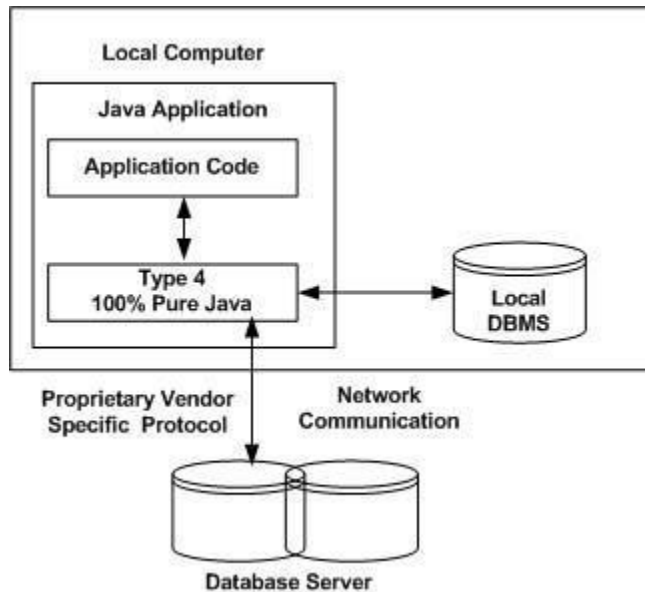 Local Computer
Java Application
Application Code
Type 4
100% Pure Java
Local
DBMS
Proprietary Vendor
Specific Protocol
Network
Communication
Database Server